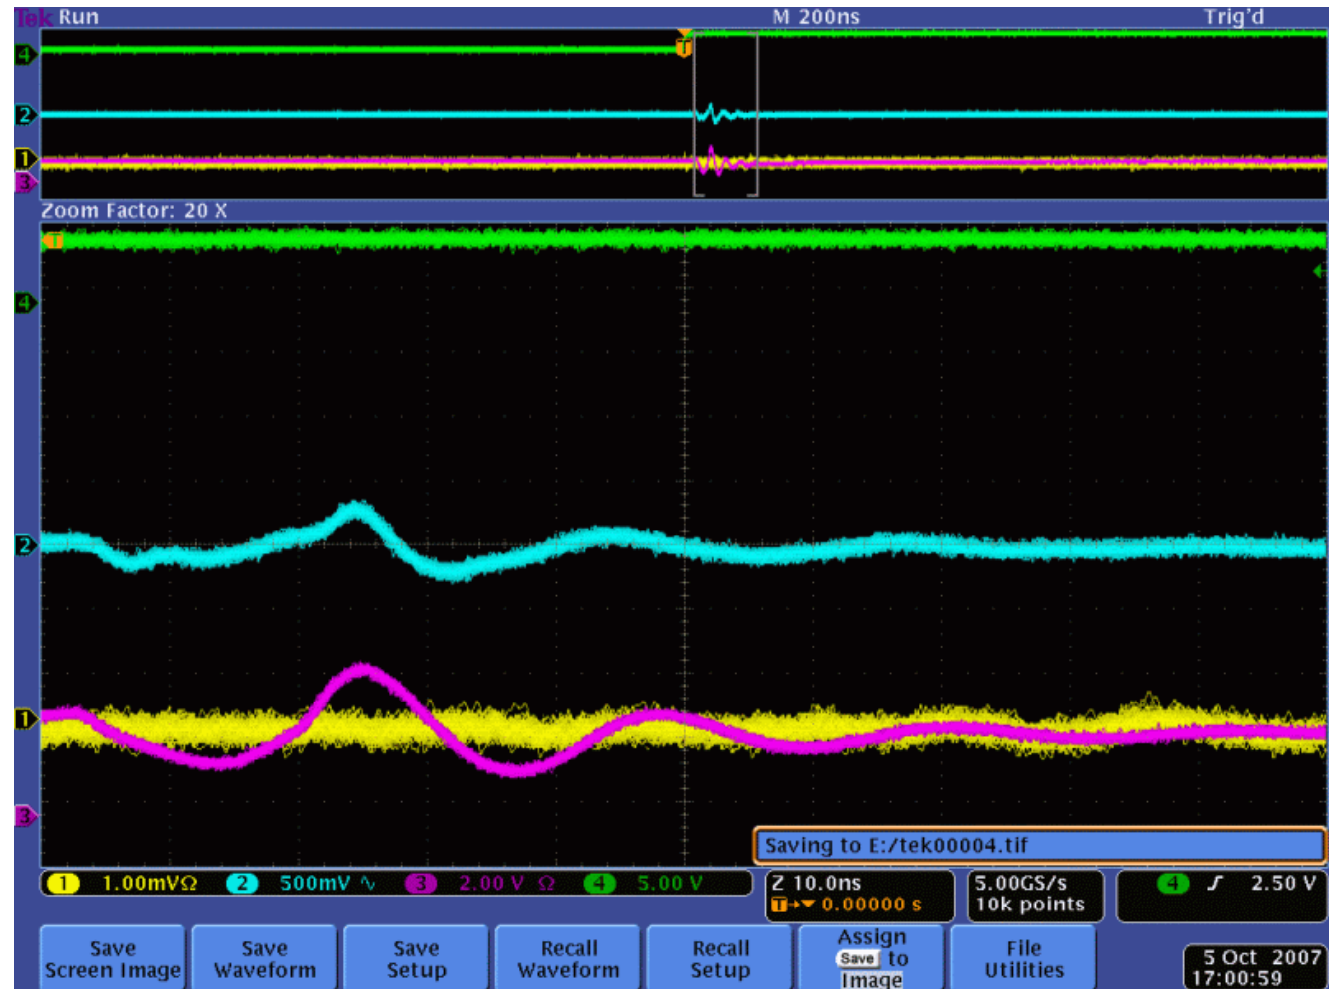 Tek Run M 200ns Trig'd
T
4
2
1
3
Zoom Factor: 20 X
T
4
2
1
3
Saving to E:/tek00004.tif
1 1.00mVΩ 2 500mV ∿ 3 2.00 V Ω 4 5.00 V
Z 10.0ns
T→▼ 0.00000 s
5.00GS/s
10k points
4 ʃ 2.50 V
Save
Screen Image
Save
Waveform
Save
Setup
Recall
Waveform
Recall
Setup
Assign
Save to
Image
File
Utilities
5 Oct 2007
17:00:59